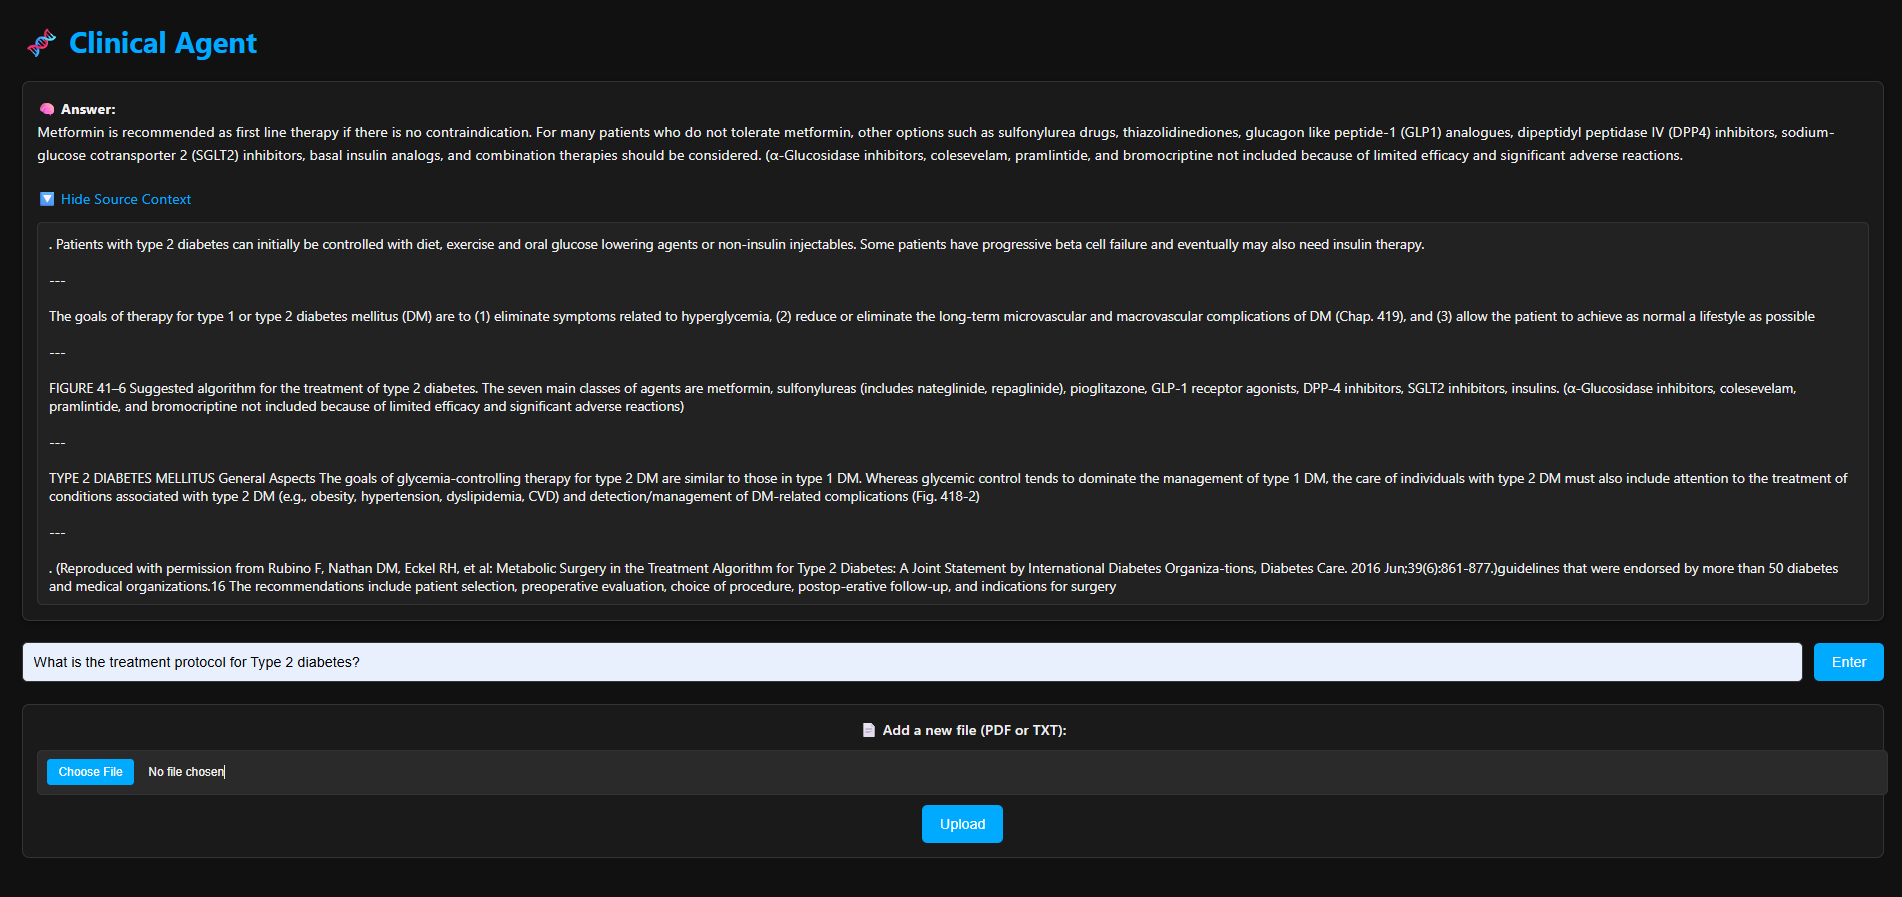 Clinical Agent
Answer:
Metformin is recommended as first line therapy if there is no contraindication. For many patients who do not tolerate metformin, other options such as sulfonylurea drugs, thiazolidinediones, glucagon like peptide-1 (GLP1) analogues, dipeptidyl peptidase IV (DPP4) inhibitors, sodium-
glucose cotransporter 2 (SGLT2) inhibitors, basal insulin analogs, and combination therapies should be considered. (α-Glucosidase inhibitors, colesevelam, pramlintide, and bromocriptine not included because of limited efficacy and significant adverse reactions.
Hide Source Context
. Patients with type 2 diabetes can initially be controlled with diet, exercise and oral glucose lowering agents or non-insulin injectables. Some patients have progressive beta cell failure and eventually may also need insulin therapy.
---
The goals of therapy for type 1 or type 2 diabetes mellitus (DM) are to (1) eliminate symptoms related to hyperglycemia, (2) reduce or eliminate the long-term microvascular and macrovascular complications of DM (Chap. 419), and (3) allow the patient to achieve as normal a lifestyle as possible
---
FIGURE 41–6 Suggested algorithm for the treatment of type 2 diabetes. The seven main classes of agents are metformin, sulfonylureas (includes nateglinide, repaglinide), pioglitazone, GLP-1 receptor agonists, DPP-4 inhibitors, SGLT2 inhibitors, insulins. (α-Glucosidase inhibitors, colesevelam,
pramlintide, and bromocriptine not included because of limited efficacy and significant adverse reactions)
---
TYPE 2 DIABETES MELLITUS General Aspects The goals of glycemia-controlling therapy for type 2 DM are similar to those in type 1 DM. Whereas glycemic control tends to dominate the management of type 1 DM, the care of individuals with type 2 DM must also include attention to the treatment of
conditions associated with type 2 DM (e.g., obesity, hypertension, dyslipidemia, CVD) and detection/management of DM-related complications (Fig. 418-2)
---
. (Reproduced with permission from Rubino F, Nathan DM, Eckel RH, et al: Metabolic Surgery in the Treatment Algorithm for Type 2 Diabetes: A Joint Statement by International Diabetes Organiza-tions, Diabetes Care. 2016 Jun;39(6):861-877.)guidelines that were endorsed by more than 50 diabetes
and medical organizations.16 The recommendations include patient selection, preoperative evaluation, choice of procedure, postop-erative follow-up, and indications for surgery
What is the treatment protocol for Type 2 diabetes?
Enter
Add a new file (PDF or TXT):
Choose File No file chosen
Upload